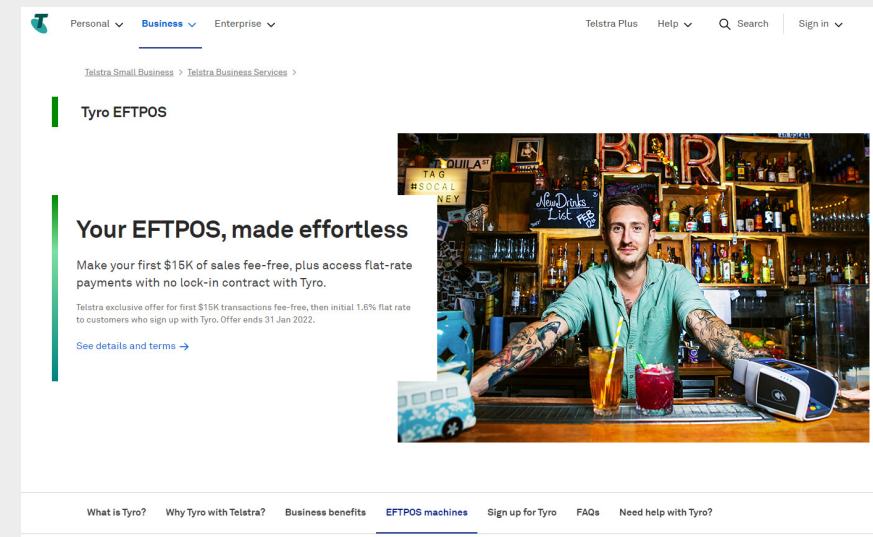 Personal
Business
Enterprise
Telstra Plus
Help
Search
Sign in
Telstra Small Business > Telstra Business Services >
Tyro EFTPOS
TEQUILA ST
TAG
#SOCAL
NEY
BAR
New Drinks
List FEB
Your EFTPOS, made effortless
Make your first $15K of sales fee-free, plus access flat-rate
payments with no lock-in contract with Tyro.
Telstra exclusive offer for first $15K transactions fee-free, then initial 1.6% flat rate
to customers who sign up with Tyro. Offer ends 31 Jan 2022.
See details and terms →
What is Tyro?
Why Tyro with Telstra?
Business benefits
EFTPOS machines
Sign up for Tyro
FAQs
Need help with Tyro?